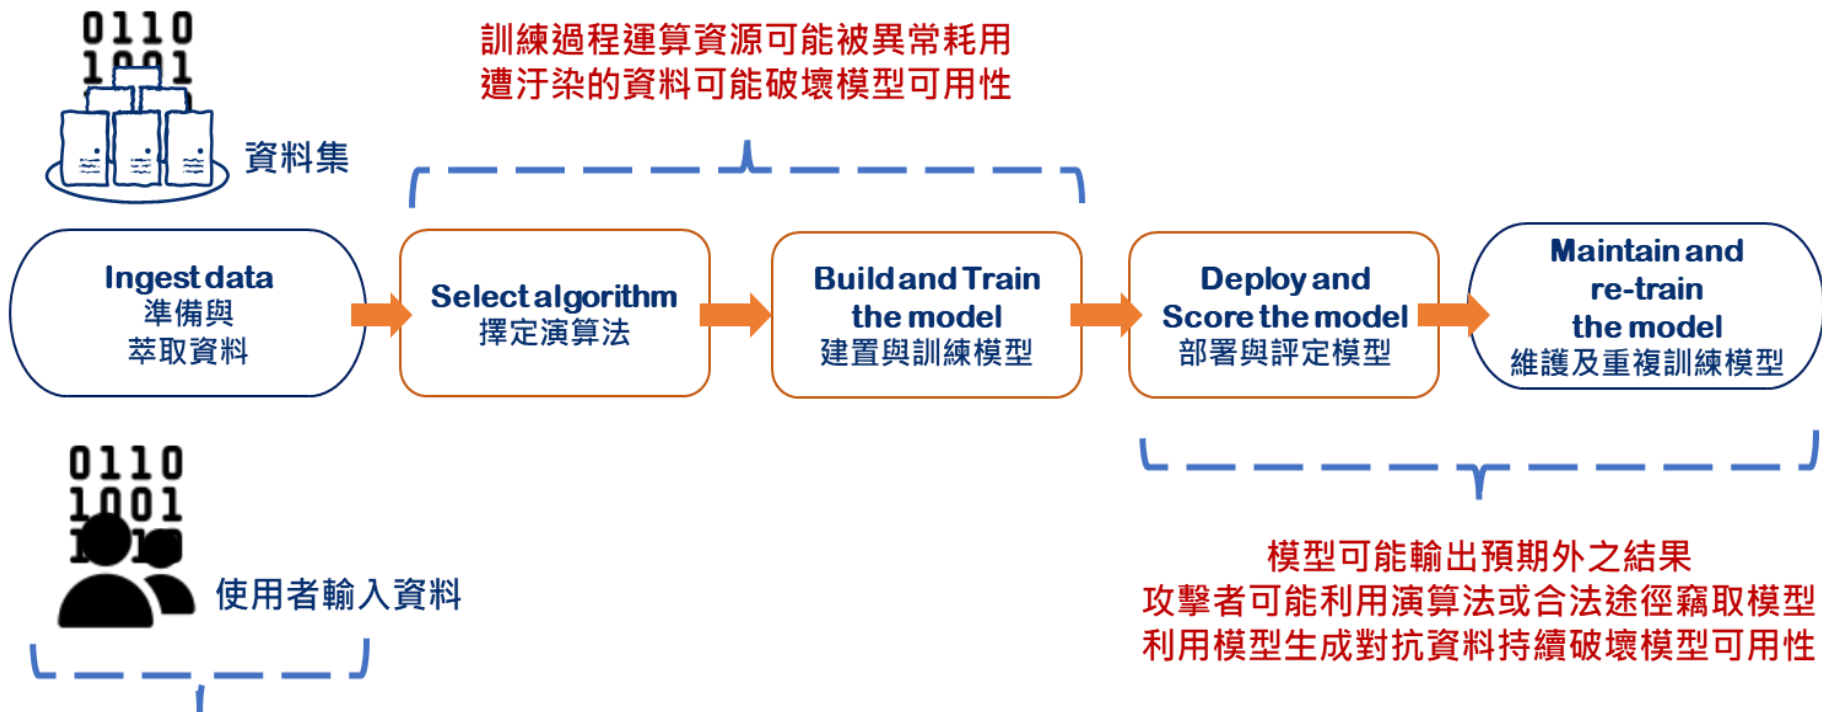 0110
1001
資料集
訓練過程運算資源可能被異常耗用
遭汙染的資料可能破壞模型可用性
Ingest data
準備與
萃取資料
Select algorithm
擇定演算法
Build and Train
the model
建置與訓練模型
Deploy and
Score the model
部署與評定模型
Maintain and
re-train
the model
維護及重複訓練模型
0110
1001
使用者輸入資料
模型可能輸出預期外之結果
攻擊者可能利用演算法或合法途徑竊取模型
利用模型生成對抗資料持續破壞模型可用性